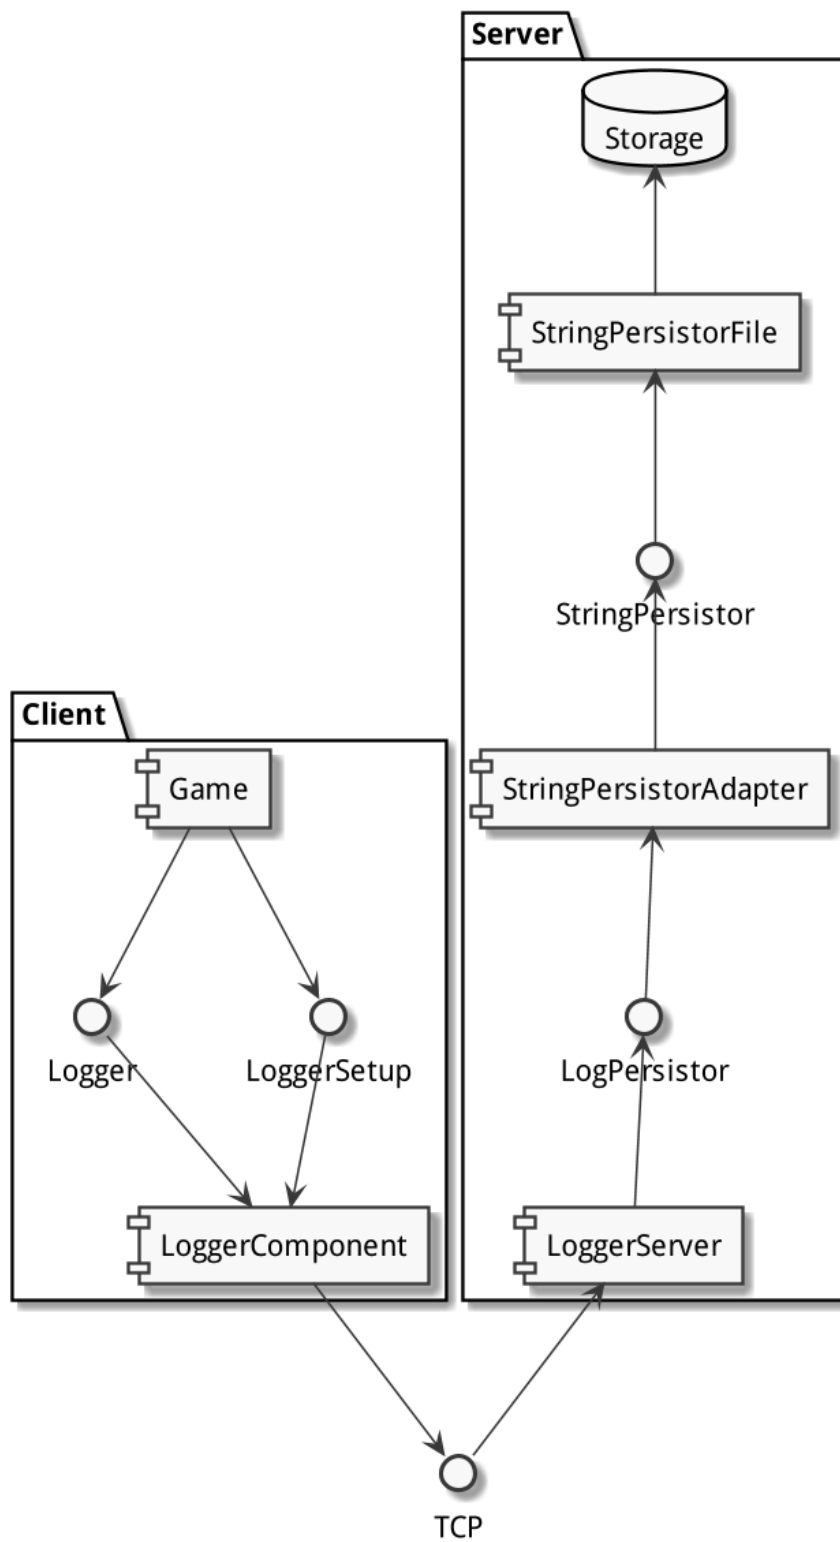 Server
Storage
StringPersistorFile
StringPersistor
Client
Game
StringPersistorAdapter
Logger
LoggerSetup
LogPersistor
LoggerComponent
LoggerServer
TCP